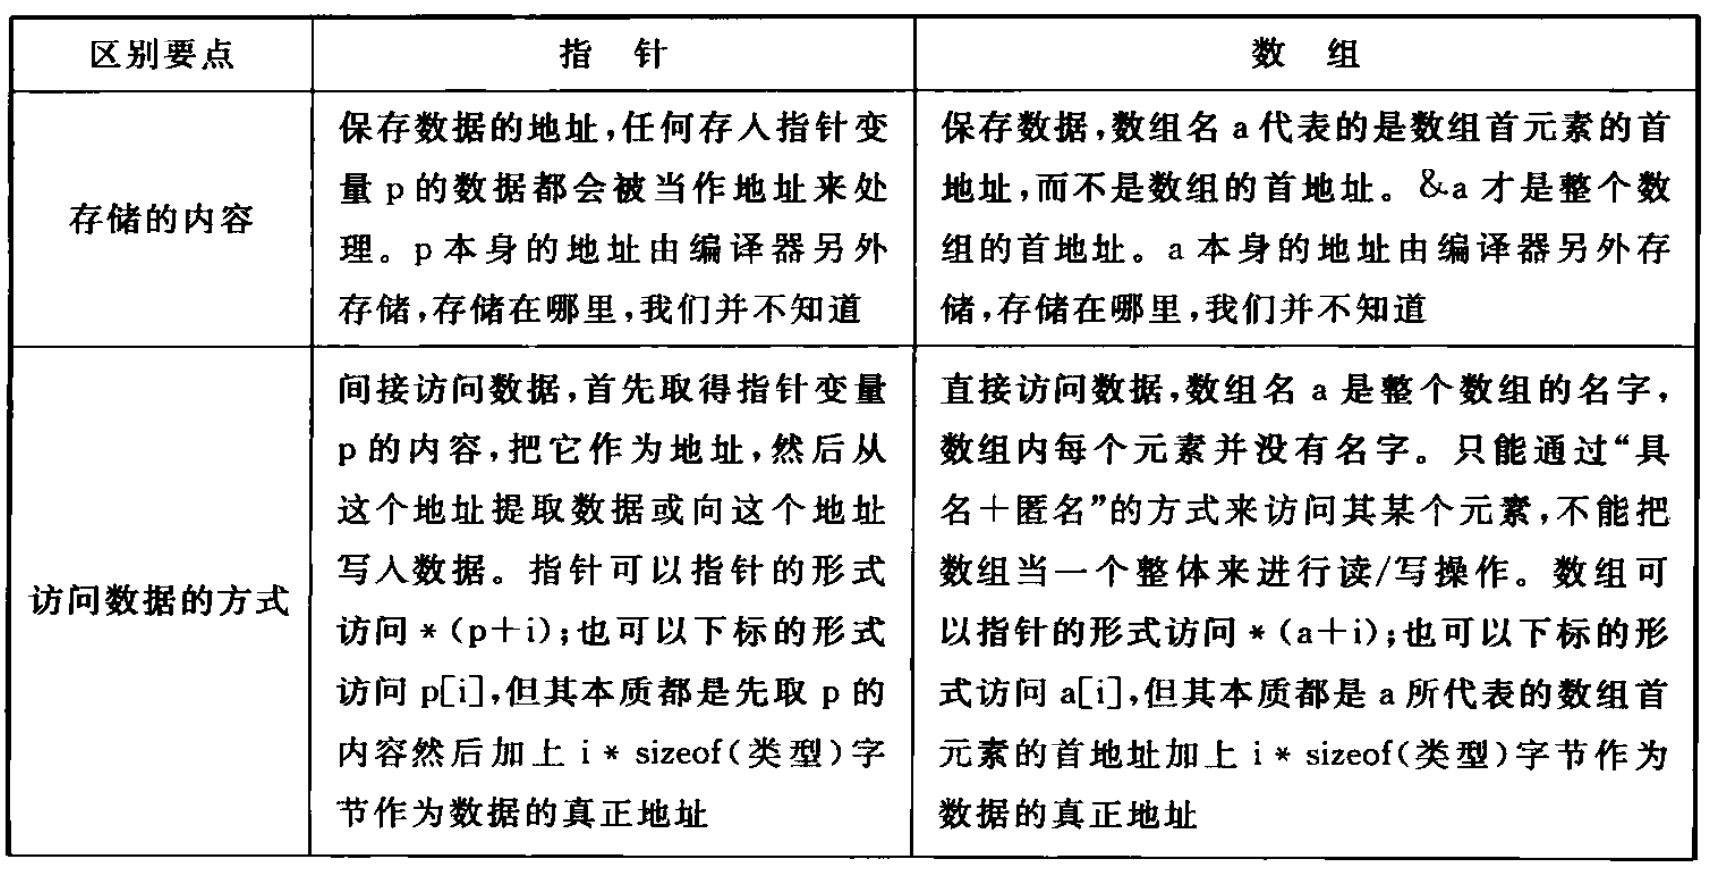 区别要点
指 针
数 组
存储的内容
保存数据的地址,任何存入指针变
量 p 的数据都会被当作地址来处
理。p 本身的地址由编译器另外
存储,存储在哪里,我们并不知道
保存数据,数组名 a 代表的是数组首元素的首
地址,而不是数组的首地址。&a 才是整个数
组的首地址。a 本身的地址由编译器另外存
储,存储在哪里,我们并不知道
访问数据的方式
间接访问数据,首先取得指针变量
p 的内容,把它作为地址,然后从
这个地址提取数据或向这个地址
写入数据。指针可以指针的形式
访问 * (p+i);也可以下标的形式
访问 p[i],但其本质都是先取 p 的
内容然后加上 i * sizeof(类型)字
节作为数据的真正地址
直接访问数据,数组名 a 是整个数组的名字,
数组内每个元素并没有名字。只能通过“具
名+匿名”的方式来访问其某个元素,不能把
数组当一个整体来进行读/写操作。数组可
以指针的形式访问 * (a+i);也可以下标的形
式访问 a[i],但其本质都是 a 所代表的数组首
元素的首地址加上 i * sizeof(类型)字节作为
数据的真正地址